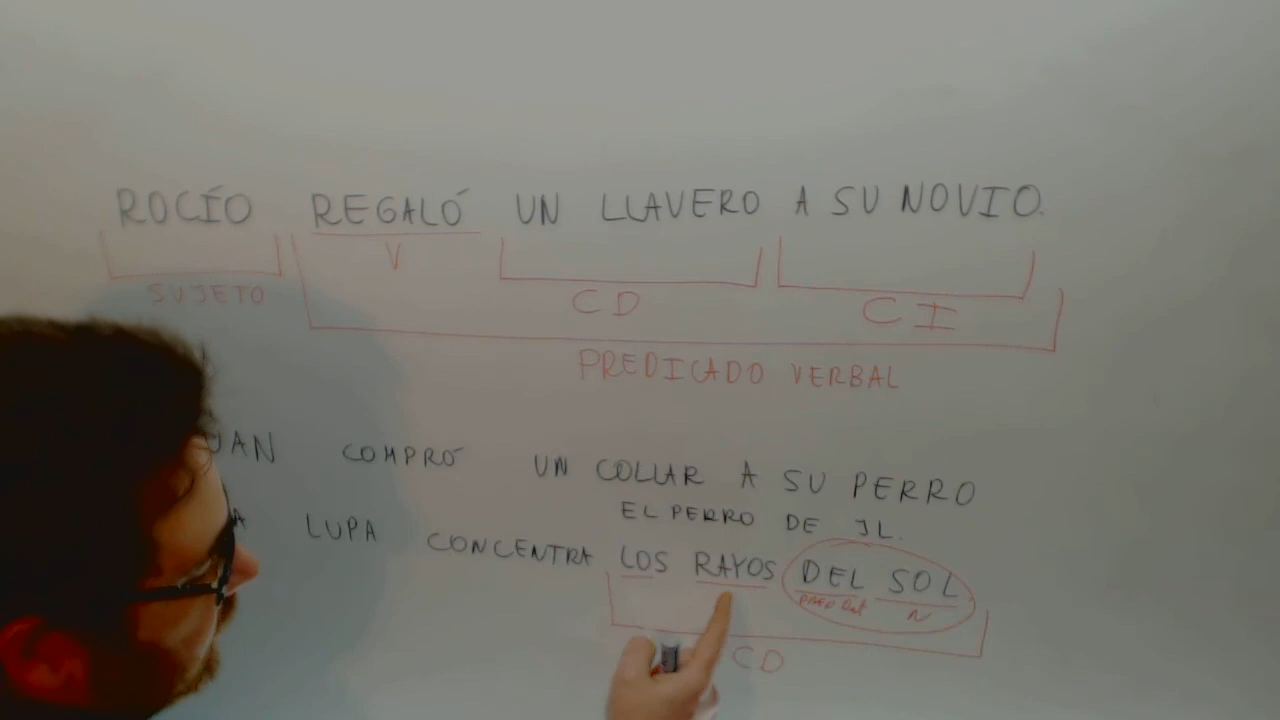 ROCÍO REGALÓ UN LLAVERO A SU NOVIO.
SUJETO V CD CI
PREDICADO VERBAL
UAN COMPRÓ UN COLLAR A SU PERRO
EL PERRO DE JL.
A LUPA CONCENTRA LOS RAYOS DEL SOL
N
CD